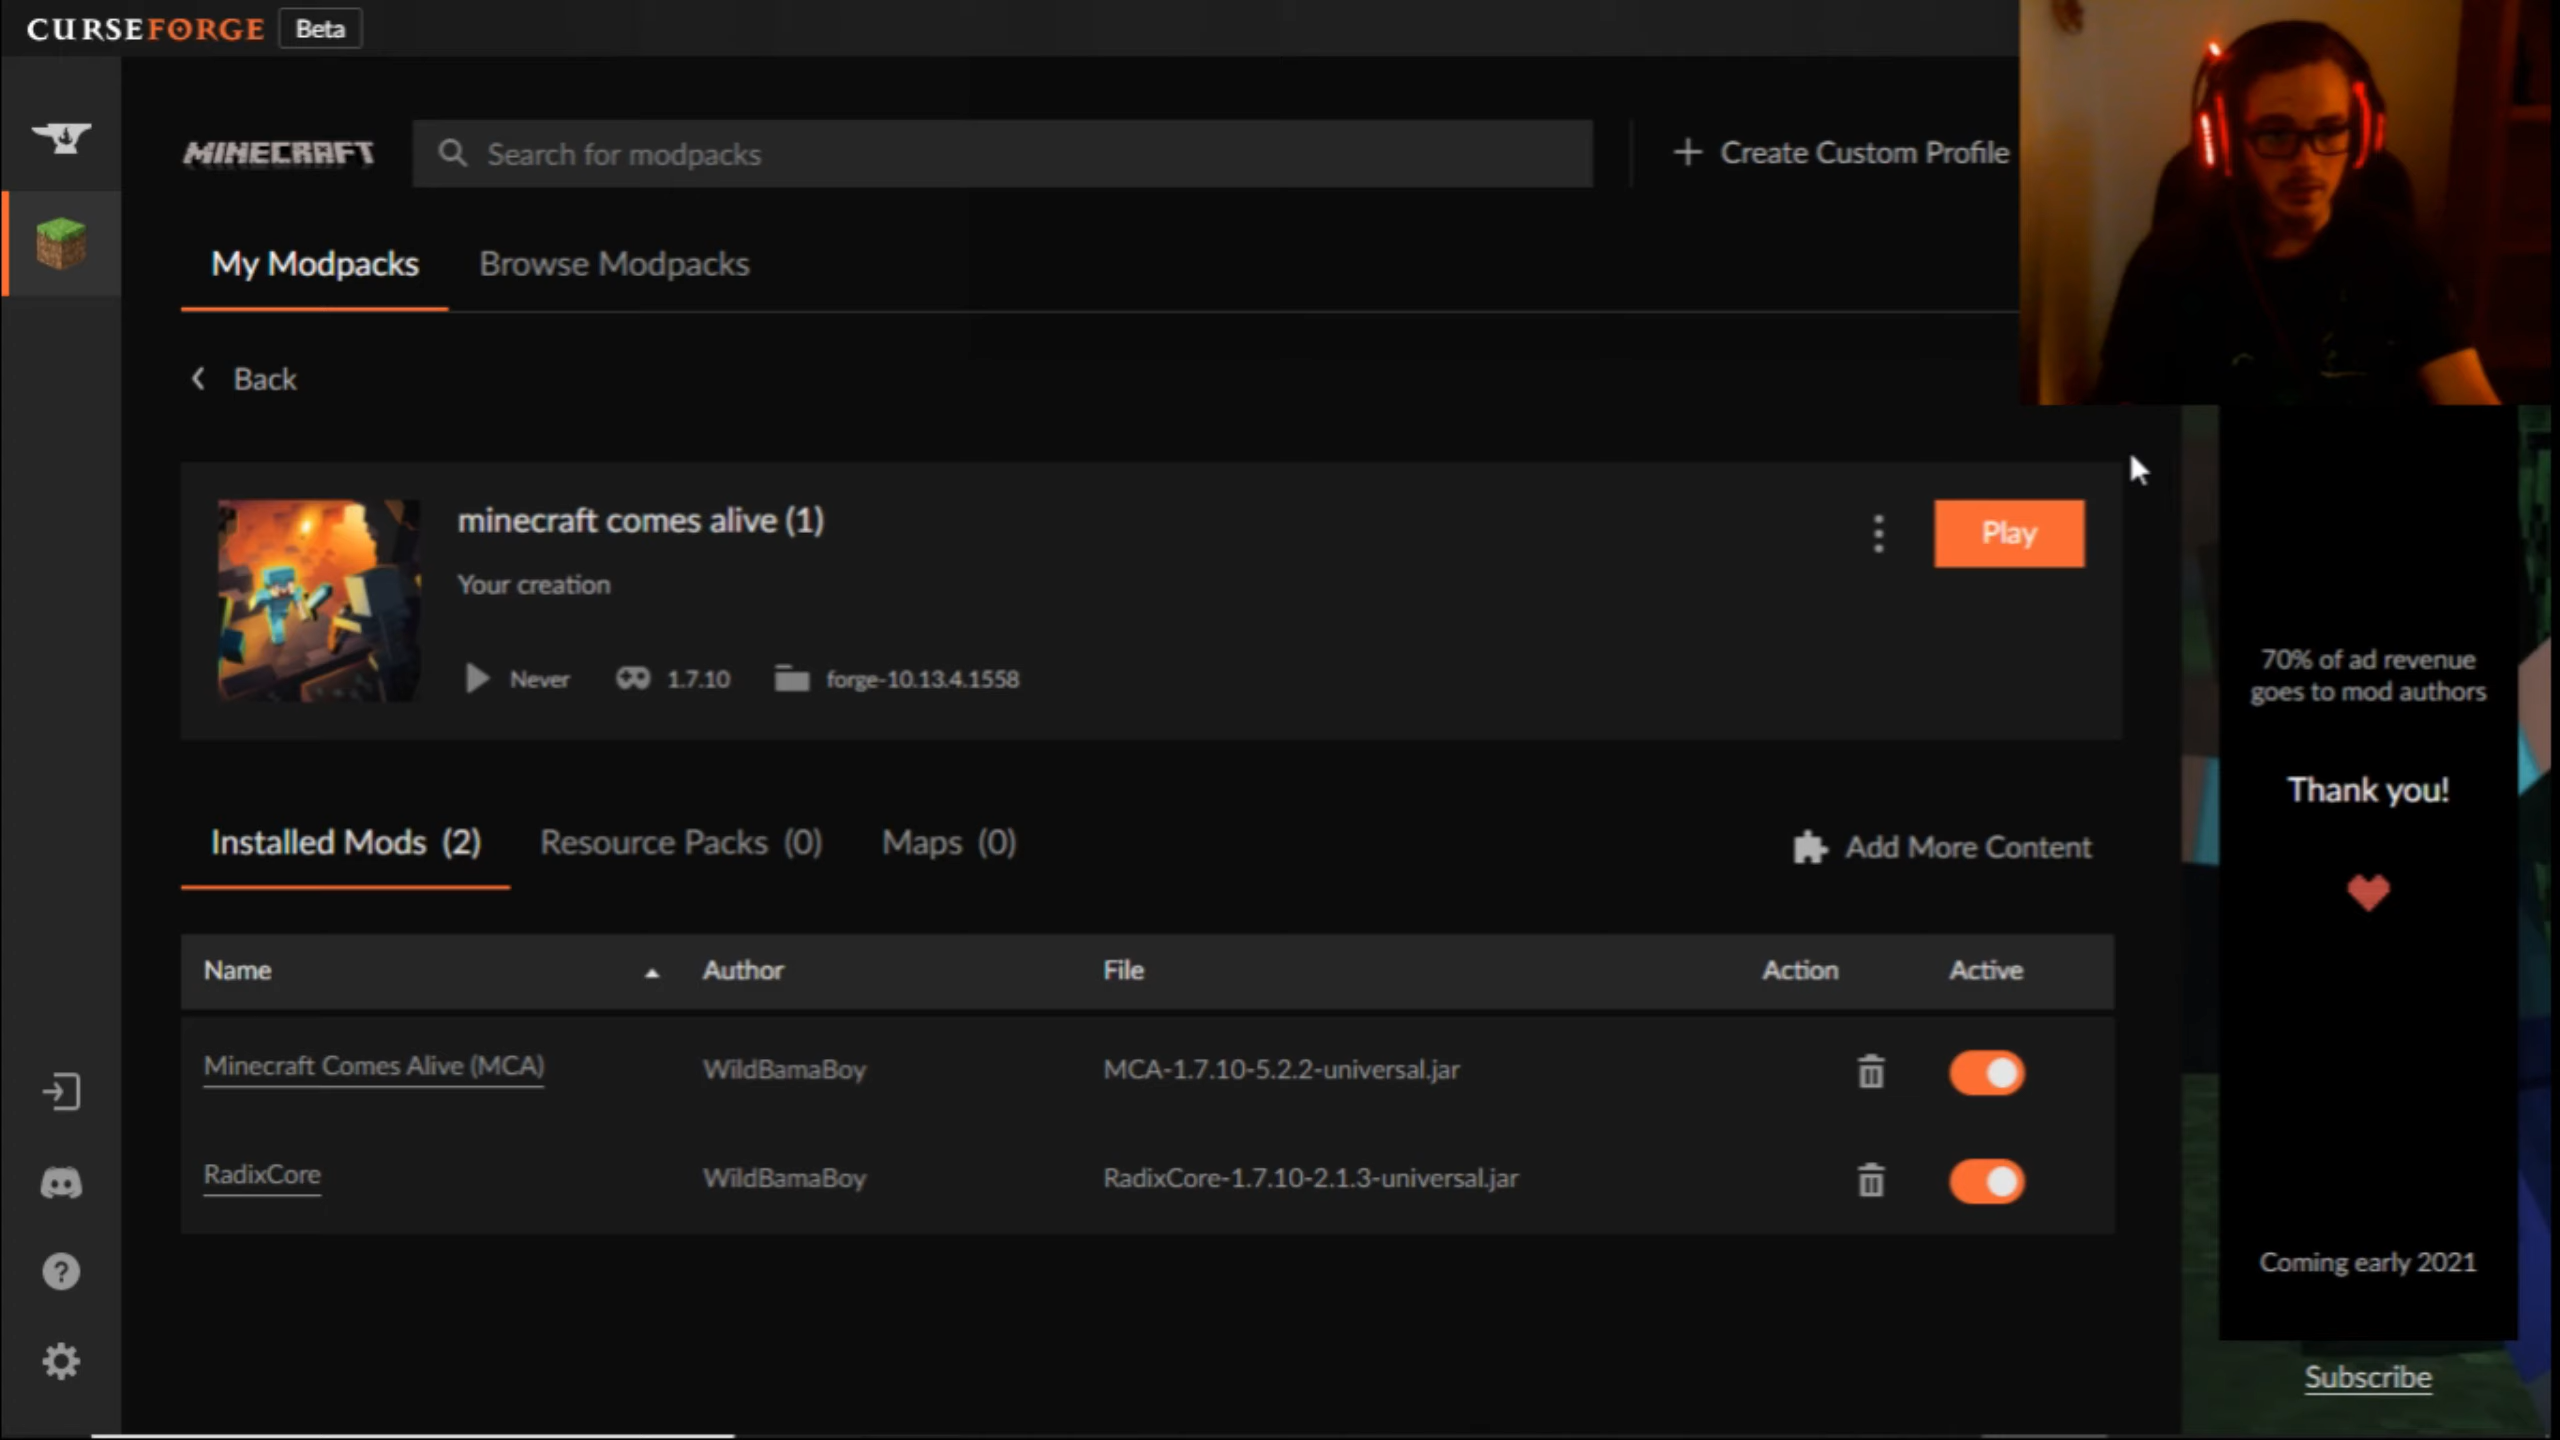 CURSEFORGE Beta
MINECRAFT
Search for modpacks
Create Custom Profile
My Modpacks
Browse Modpacks
Back
minecraft comes alive (1)
Your creation
Play
Never
1.7.10
forge-10.13.4.1558
70% of ad revenue
goes to mod authors
Thank you!
Installed Mods (2)
Resource Packs (0)
Maps (0)
Add More Content
Name
Author
File
Action
Active
Minecraft Comes Alive (MCA)
WildBamaBoy
MCA-1.7.10-5.2.2-universal.jar
RadixCore
WildBamaBoy
RadixCore-1.7.10-2.1.3-universal.jar
Coming early 2021
Subscribe